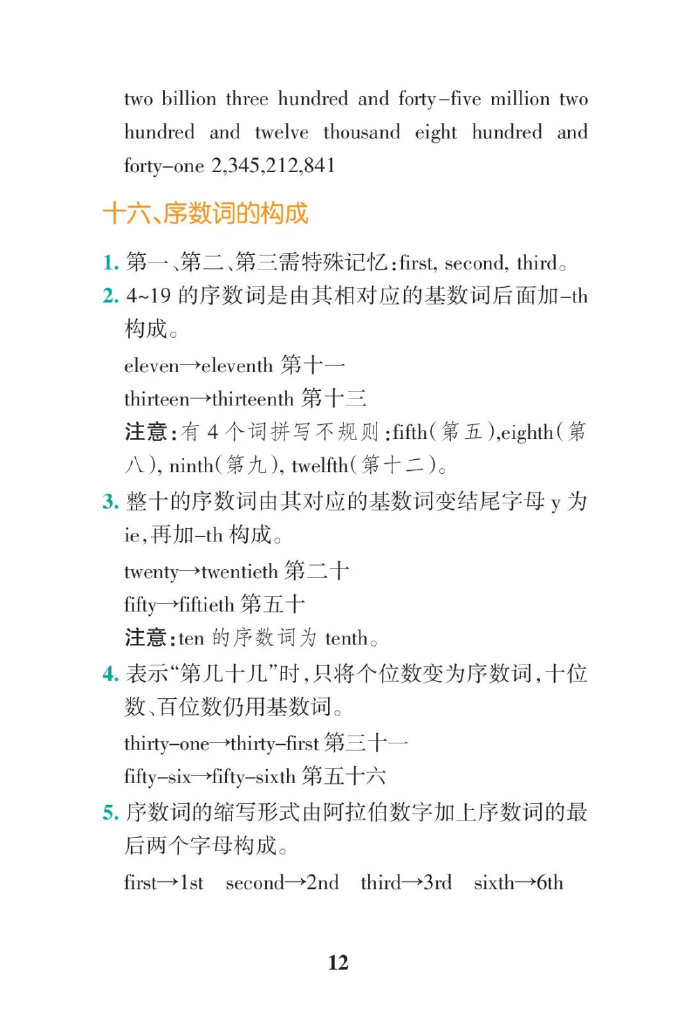 two billion three hundred and forty-five million two
hundred and twelve thousand eight hundred and
forty-one 2,345,212,841
十六、序数词的构成
1. 第一、第二、第三需特殊记忆:first, second, third。
2. 4~19 的序数词是由其相对应的基数词后面加-th
构成。
eleven→eleventh 第十一
thirteen→thirteenth 第十三
注意:有 4 个词拼写不规则:fifth(第五),eighth(第
八), ninth(第九), twelfth(第十二)。
3. 整十的序数词由其对应的基数词变结尾字母 y 为
ie,再加-th 构成。
twenty→twentieth 第二十
fifty→fiftieth 第五十
注意:ten 的序数词为 tenth。
4. 表示“第几十几”时,只将个位数变为序数词,十位
数、百位数仍用基数词。
thirty-one→thirty-first 第三十一
fifty-six→fifty-sixth 第五十六
5. 序数词的缩写形式由阿拉伯数字加上序数词的最
后两个字母构成。
first→1st second→2nd third→3rd sixth→6th
12